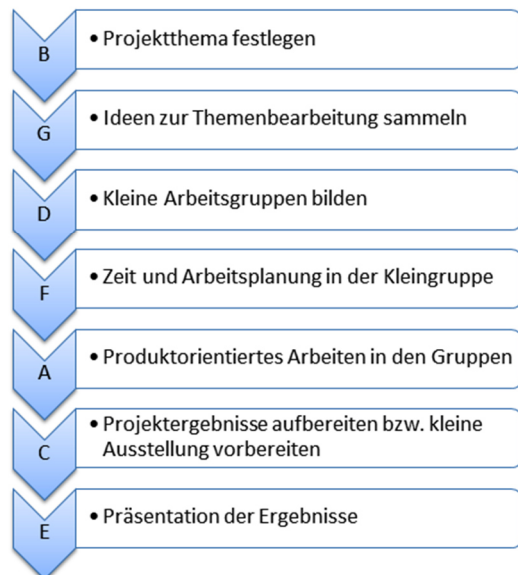 B
• Projektthema festlegen
G
• Ideen zur Themenbearbeitung sammeln
D
• Kleine Arbeitsgruppen bilden
F
• Zeit und Arbeitsplanung in der Kleingruppe
A
• Produktorientiertes Arbeiten in den Gruppen
C
• Projektergebnisse aufbereiten bzw. kleine
Ausstellung vorbereiten
E
• Präsentation der Ergebnisse